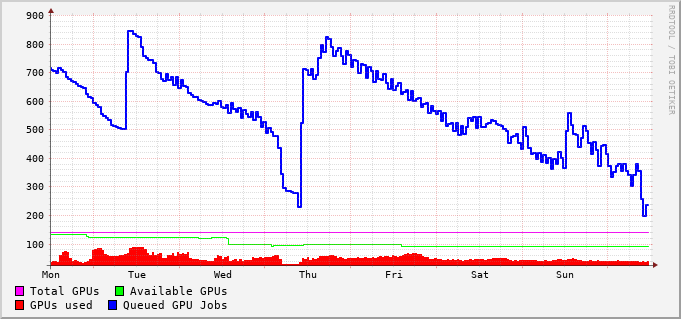 900
800
700
600
500
400
300
200
100
Mon Tue Wed Thu Fri Sat Sun
Total GPUs Available GPUs
GPUs used Queued GPU Jobs
RRDTOOL / TOBI OETIKER